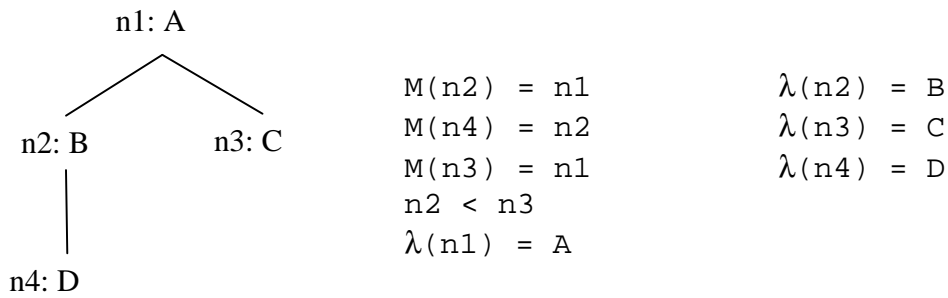 n1: A
n2: B n3: C
n4: D
M(n2) = n1 λ(n2) = B
M(n4) = n2 λ(n3) = C
M(n3) = n1 λ(n4) = D
n2 < n3
λ(n1) = A